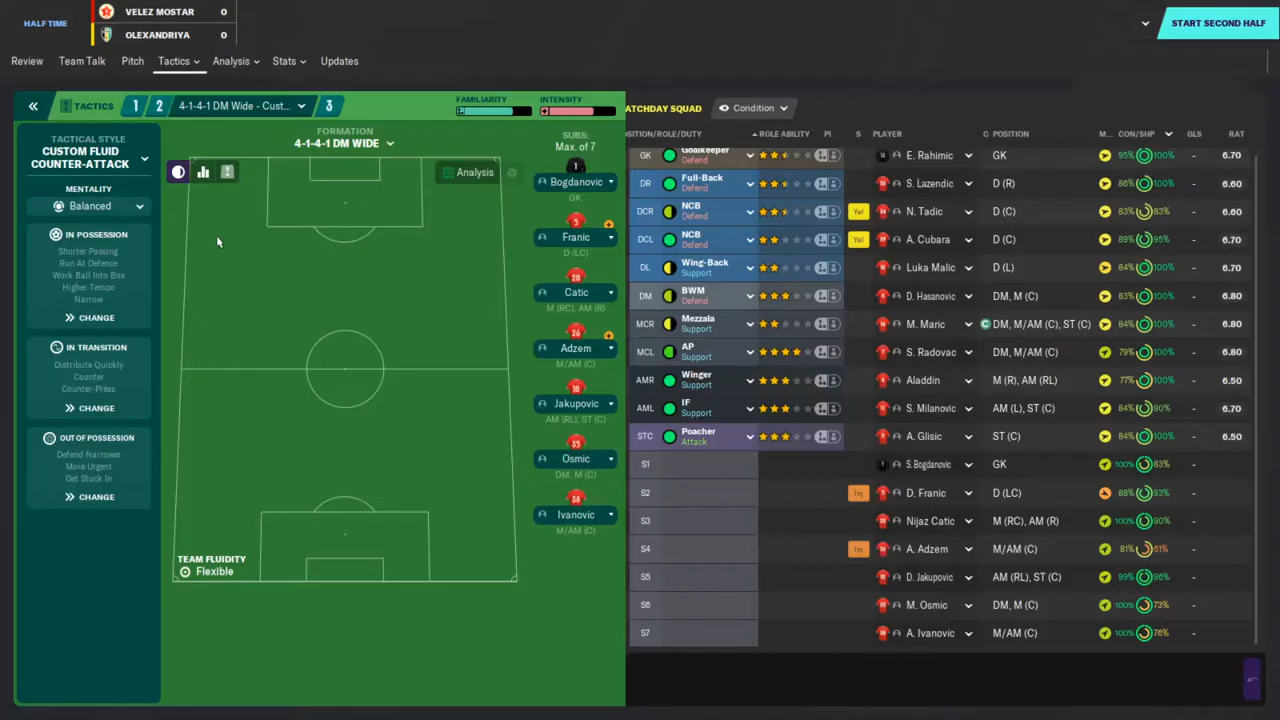 HALF TIME
VELEZ MOSTAR 0
OLEXANDRIYA 0
START SECOND HALF
Review Team Talk Pitch Tactics Analysis Stats Updates
TACTICS 1 2 4-1-4-1 DM Wide - Cust... 3
FAMILIARITY
INTENSITY
TACTICAL STYLE
CUSTOM FLUID
COUNTER-ATTACK
MENTALITY
Balanced
IN POSSESSION
Shorter Passing
Run At Defence
Work Ball Into Box
Higher Tempo
Narrow
CHANGE
IN TRANSITION
Distribute Quickly
Counter
Counter-Press
CHANGE
OUT OF POSSESSION
Defend Narrower
More Urgent
Get Stuck In
CHANGE
FORMATION
4-1-4-1 DM WIDE
Analysis
TEAM FLUIDITY
Flexible
SUBS:
Max. of 7
1
Bogdanovic
GK
5
Franic
D (LC)
20
Catic
M (RC), AM (R)
26
Adzem
M/AM (C)
10
Jakupovic
AM (RL), ST (C)
35
Osmic
DM, M (C)
38
Ivanovic
M/AM (C)
ATCHDAY SQUAD Condition
OSITION/ROLE/DUTY ROLE ABILITY PI S PLAYER C POSITION M... CON/SHP GLS RAT
GK Goalkeeper Defend E. Rahimic GK 95% 100% - 6.70
DR Full-Back Defend S. Lazendic D (R) 86% 100% - 6.60
DCR NCB Defend Yel N. Tadic D (C) 83% 83% - 6.60
DCL NCB Defend Yel A. Cubara D (C) 89% 95% - 6.70
DL Wing-Back Support Luka Malic D (L) 84% 100% - 6.70
DM BWM Defend D. Hasanovic DM, M (C) 83% 100% - 6.80
MCR Mezzala Support M. Maric C DM, M/AM (C), ST (C) 84% 100% - 6.80
MCL AP Support S. Radovac DM, M/AM (C) 79% 100% - 6.80
AMR Winger Support Aladdin M (R), AM (RL) 77% 100% - 6.50
AML IF Support S. Milanovic AM (L), ST (C) 84% 90% - 6.70
STC Poacher Attack A. Glisic ST (C) 84% 100% - 6.50
S1 S. Bogdanovic GK 100% 83% -
S2 Inj D. Franic D (LC) 88% 93% -
S3 Nijaz Catic M (RC), AM (R) 100% 90% -
S4 Inj A. Adzem M/AM (C) 81% 61% -
S5 D. Jakupovic AM (RL), ST (C) 99% 96% -
S6 M. Osmic DM, M (C) 100% 73% -
S7 A. Ivanovic M/AM (C) 100% 76% -